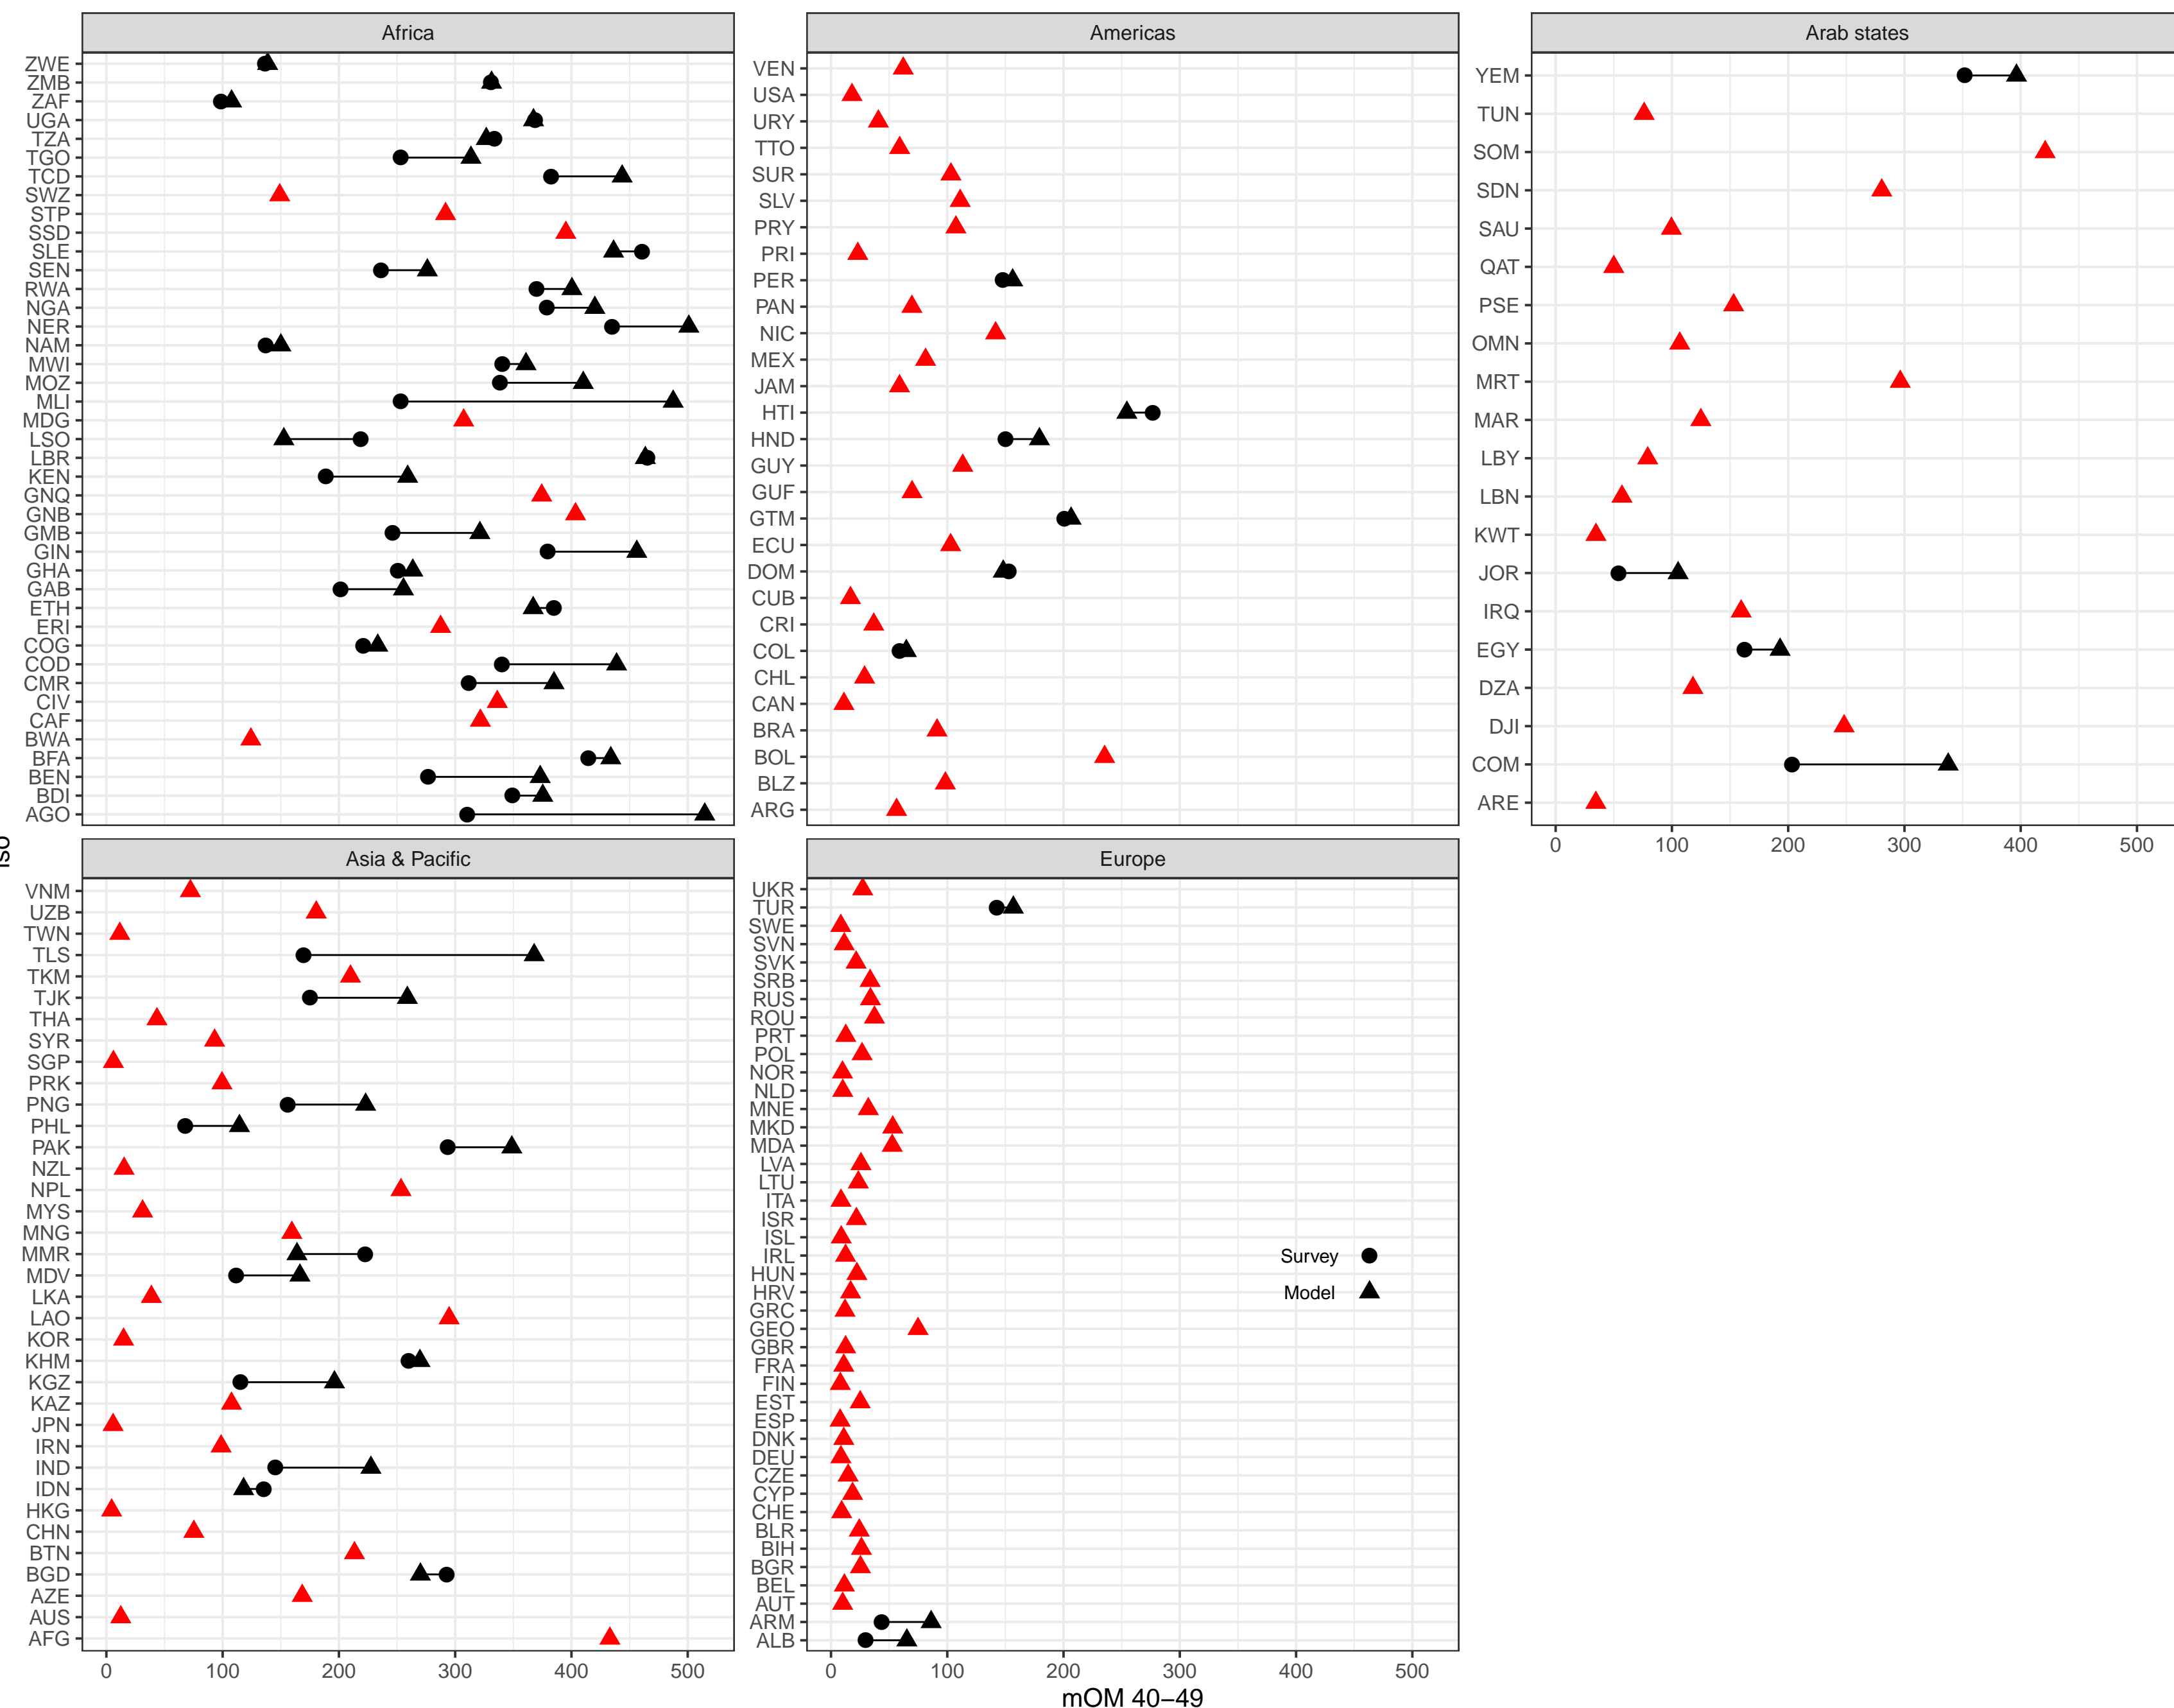 Africa
ZWE
ZMB
ZAF
UGA
TZA
TGO
TCD
SWZ
STP
SSD
SLE
SEN
RWA
NGA
NER
NAM
MWI
MOZ
MLI
MDG
LSO
LBR
KEN
GNQ
GNB
GMB
GIN
GHA
GAB
ETH
ERI
COG
COD
CMR
CIV
CAF
BWA
BFA
BEN
BDI
AGO
Americas
VEN
USA
URY
TTO
SUR
SLV
PRY
PRI
PER
PAN
NIC
MEX
JAM
HTI
HND
GUY
GUF
GTM
ECU
DOM
CUB
CRI
COL
CHL
CAN
BRA
BOL
BLZ
ARG
Arab states
YEM
TUN
SOM
SDN
SAU
QAT
PSE
OMN
MRT
MAR
LBY
LBN
KWT
JOR
IRQ
EGY
DZA
DJI
COM
ARE
0 100 200 300 400 500
iso
Asia & Pacific
VNM
UZB
TWN
TLS
TKM
TJK
THA
SYR
SGP
PRK
PNG
PHL
PAK
NZL
NPL
MYS
MNG
MMR
MDV
LKA
LAO
KOR
KHM
KGZ
KAZ
JPN
IRN
IND
IDN
HKG
CHN
BTN
BGD
AZE
AUS
AFG
0 100 200 300 400 500
Europe
UKR
TUR
SWE
SVN
SVK
SRB
RUS
ROU
PRT
POL
NOR
NLD
MNE
MKD
MDA
LVA
LTU
ITA
ISR
ISL
IRL
HUN
HRV
GRC
GEO
GBR
FRA
FIN
EST
ESP
DNK
DEU
CZE
CYP
CHE
BLR
BIH
BGR
BEL
AUT
ARM
ALB
Survey
Model
0 100 200 300 400 500
mOM 40−49